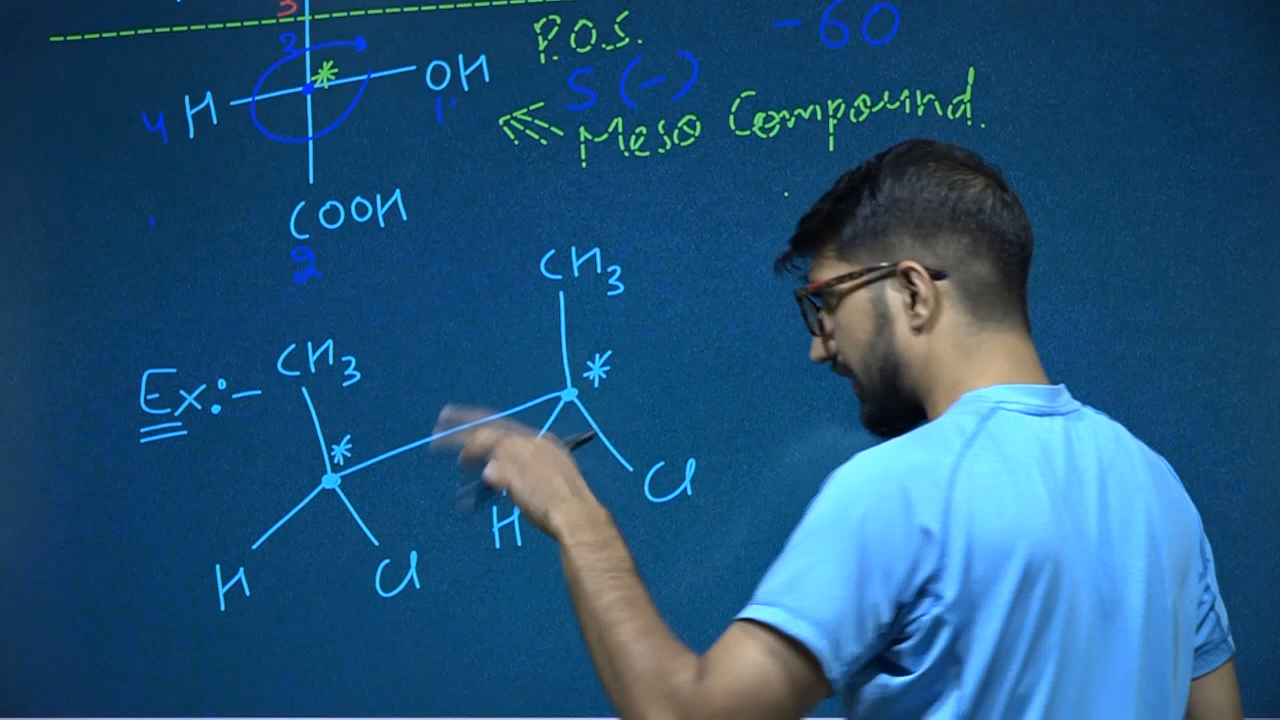 3
P.O.S.
-60
3
* OH
S (-)
4 H
1
Meso Compound.
COOH
2
CH3
Ex:- CH3
*
*
Cl
H
H
Cl